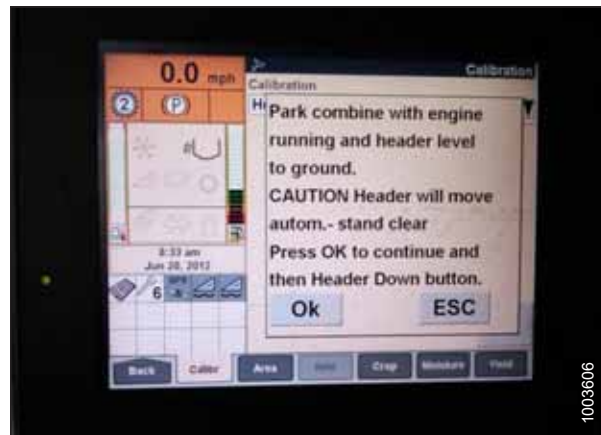 0.0 mph
Calibration
Calibration
2 P
He
Park combine with engine
running and header level
to ground.
CAUTION Header will move
autom.- stand clear
Press OK to continue and
then Header Down button.
Ok ESC
8:33 am
Jun 20, 2012
6
Back Calibr Area Crop Moisture Yield
1003606